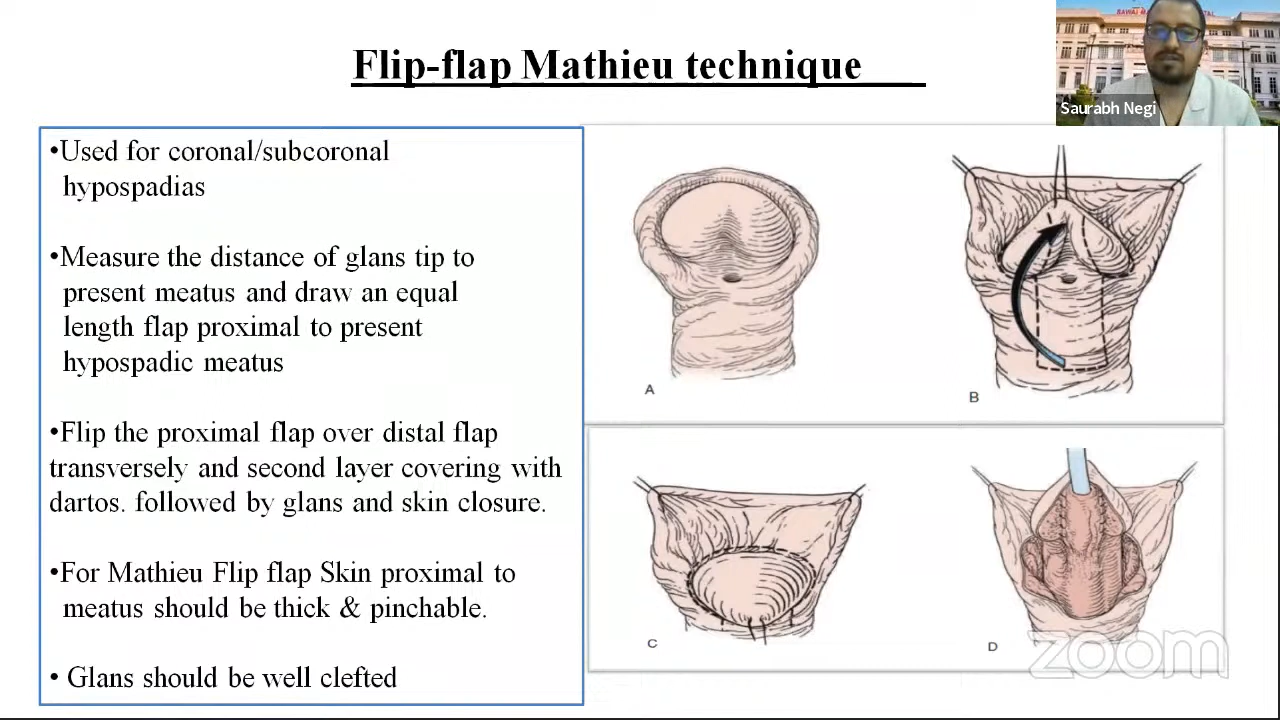 Flip-flap Mathieu technique
•Used for coronal/subcoronal
hypospadias
•Measure the distance of glans tip to
present meatus and draw an equal
length flap proximal to present
hypospadic meatus
•Flip the proximal flap over distal flap
transversely and second layer covering with
dartos. followed by glans and skin closure.
•For Mathieu Flip flap Skin proximal to
meatus should be thick & pinchable.
• Glans should be well clefted
A
B
C
D
Saurabh Negi
zoom